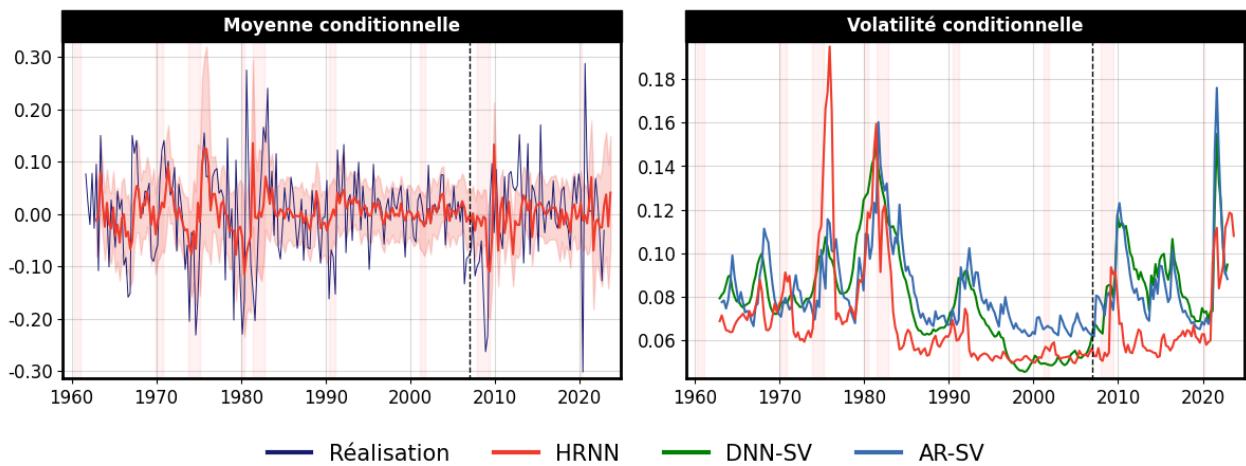 Moyenne conditionnelle
0.30
0.20
0.10
0.00
-0.10
-0.20
-0.30
1960 1970 1980 1990 2000 2010 2020
Volatilité conditionnelle
0.18
0.16
0.14
0.12
0.10
0.08
0.06
1960 1970 1980 1990 2000 2010 2020
Réalisation HRNN DNN-SV AR-SV